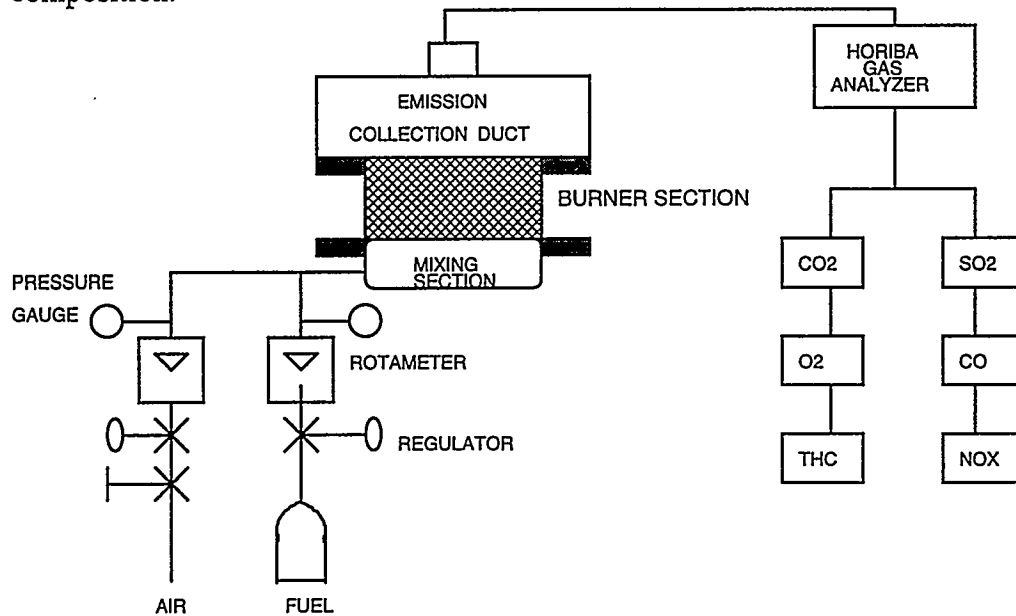 composition.
HORIBA
GAS
ANALYZER
EMISSION
COLLECTION DUCT
BURNER SECTION
MIXING
SECTION
CO2
SO2
PRESSURE
GAUGE
ROTAMETER
O2
CO
REGULATOR
THC
NOX
AIR
FUEL